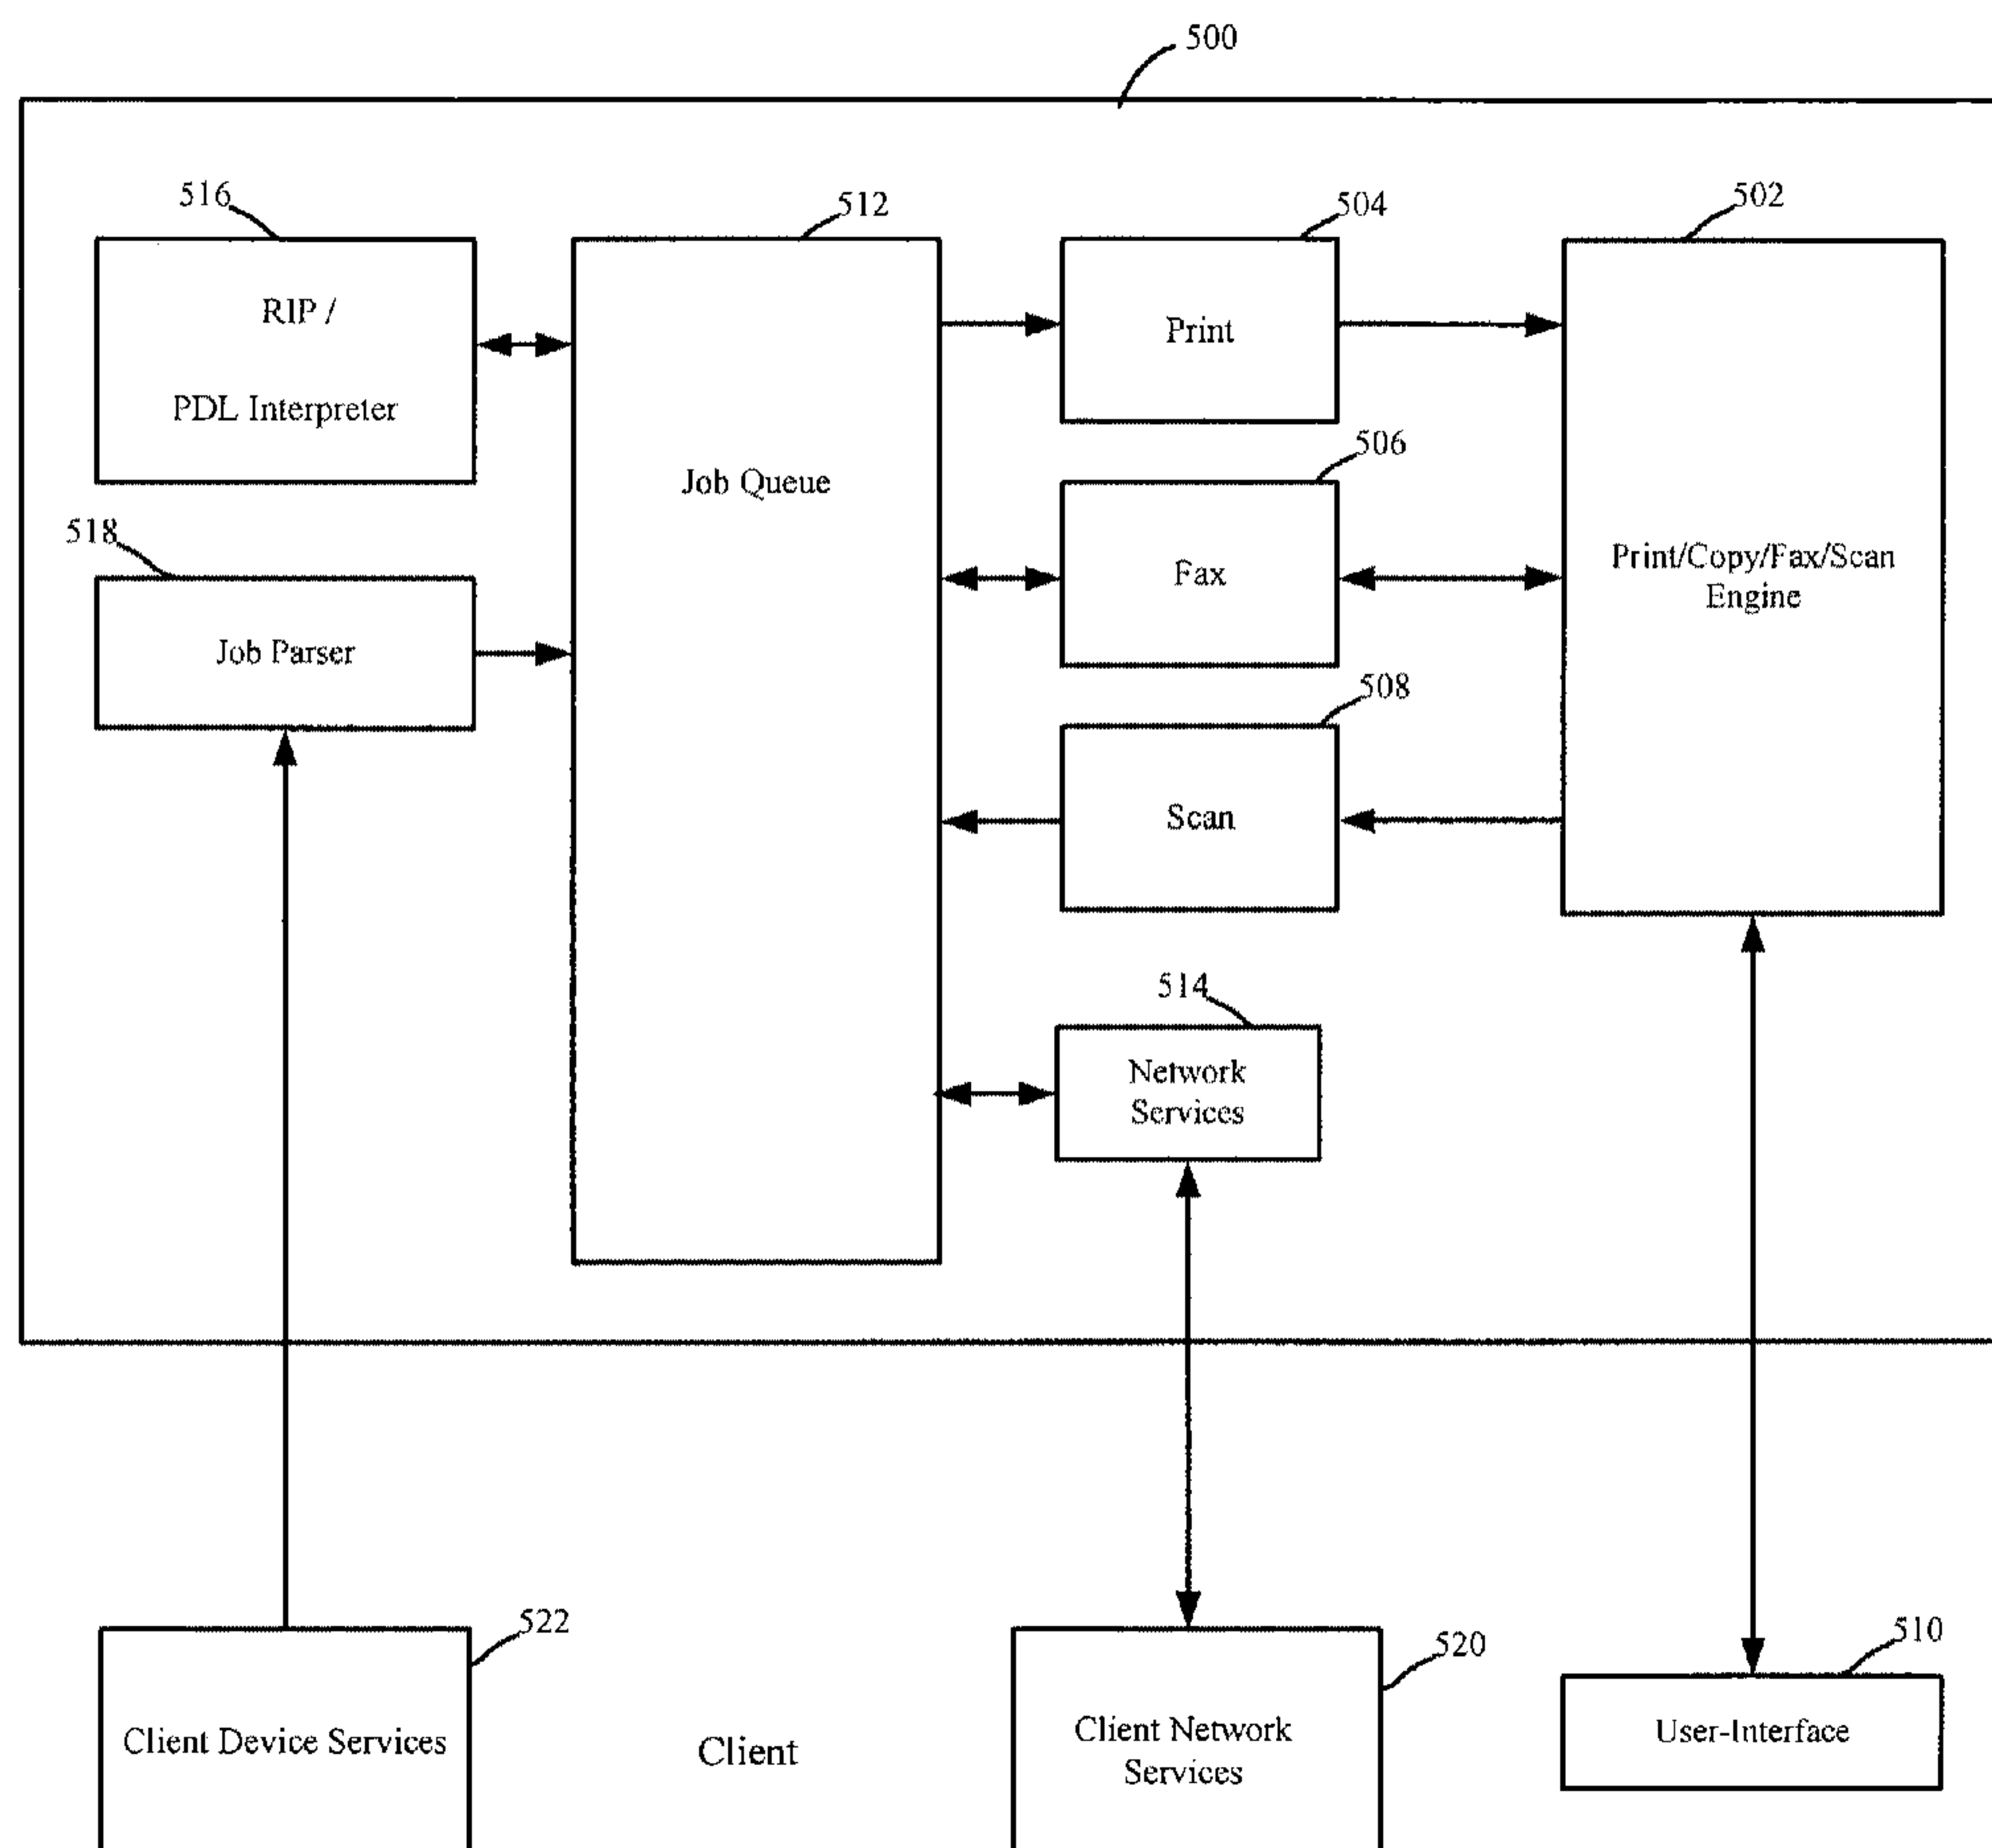 500
516
512
504
502
RIP /
PDL Interpreter
Job Queue
Print
506
518
Job Parser
Fax
Print/Copy/Fax/Scan
Engine
508
Scan
514
Network
Services
522
520
510
Client Device Services
Client
Client Network
Services
User-Interface